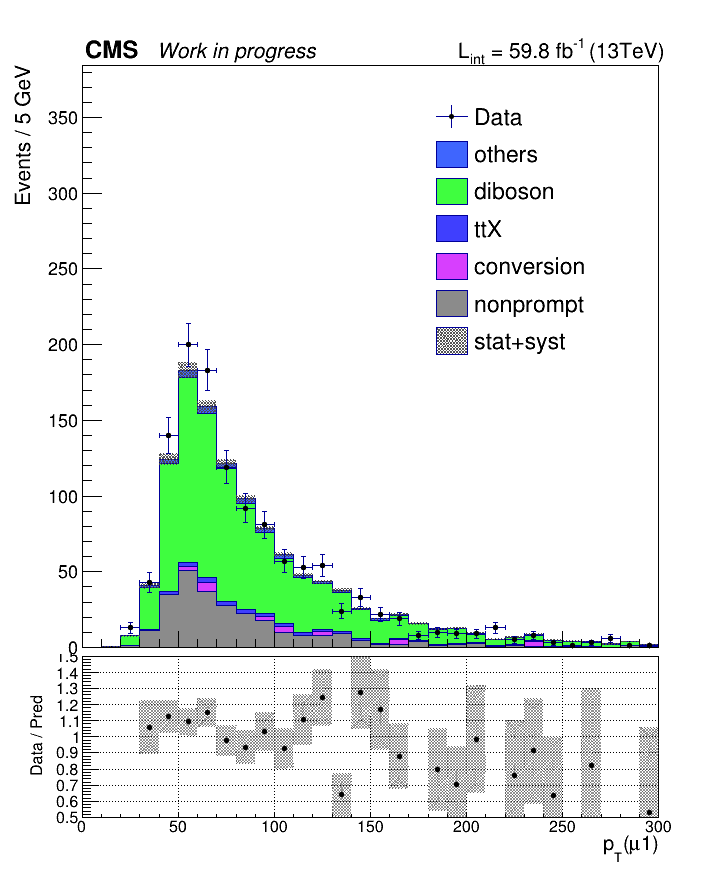 CMS Work in progress L_int = 59.8 fb⁻¹ (13TeV)
Events / 5 GeV
350
300
250
200
150
100
50
0
Data
others
diboson
ttX
conversion
nonprompt
stat+syst
Data / Pred
1.5
1.4
1.3
1.2
1.1
1
0.9
0.8
0.7
0.6
0.5
0 50 100 150 200 250 300
p_T(μ1)